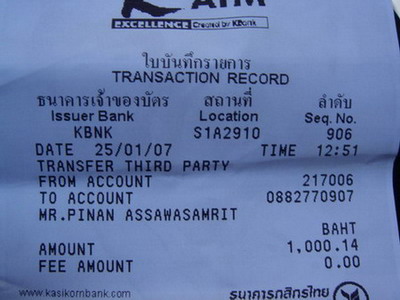 ATM
EXCELLENCE Created by KBank
ใบบันทึกรายการ
TRANSACTION RECORD
ธนาคารเจ้าของบัตร สถานที่ ลำดับ
Issuer Bank Location Seq. No.
KBNK S1A2910 906
DATE 25/01/07 TIME 12:51
TRANSFER THIRD PARTY
FROM ACCOUNT 217006
TO ACCOUNT 0882770907
MR.PINAN ASSAWASAMRIT
BAHT
AMOUNT 1,000.14
FEE AMOUNT 0.00
www.kasikornbank.com ธนาคารกสิกรไทย